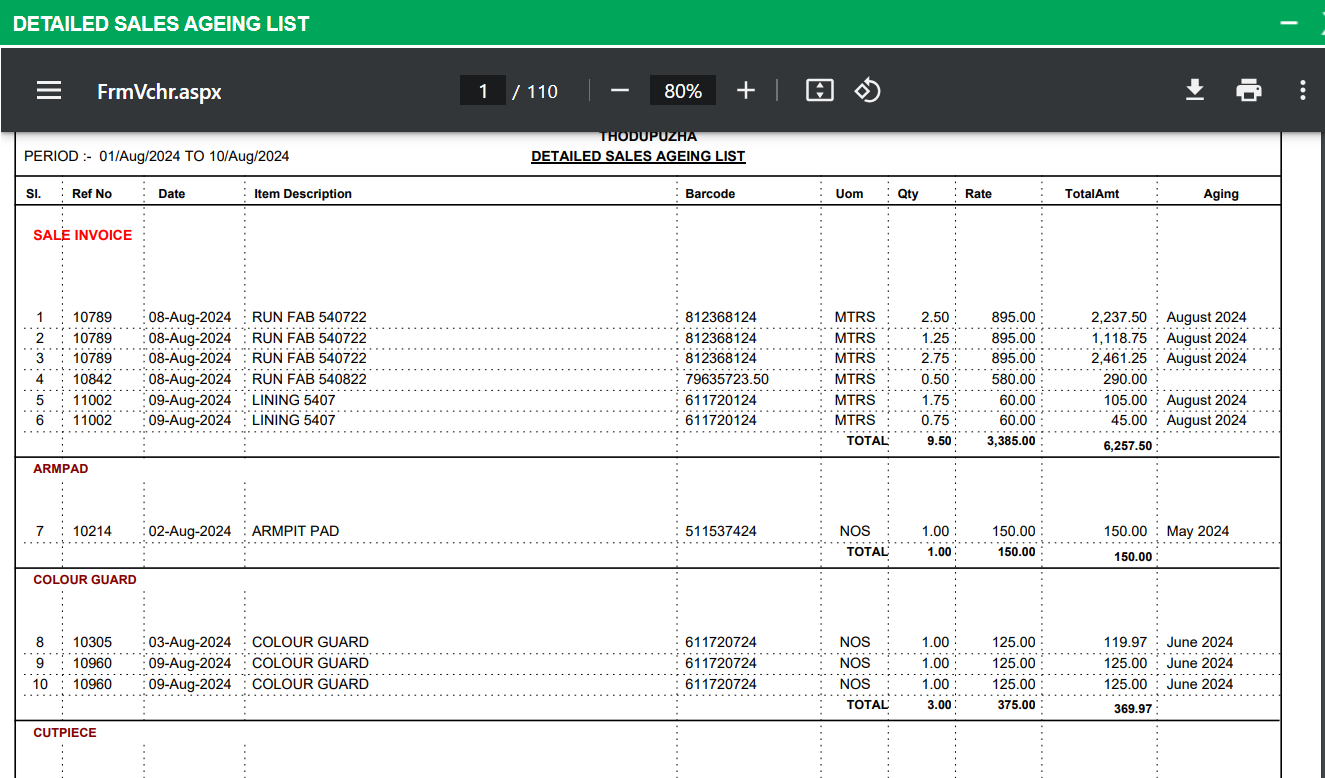 DETAILED SALES AGEING LIST
FrmVchr.aspx 1 / 110 80%
THODUPUZHA
PERIOD :- 01/Aug/2024 TO 10/Aug/2024 DETAILED SALES AGEING LIST
Sl. Ref No Date Item Description Barcode Uom Qty Rate TotalAmt Aging
SALE INVOICE
1 10789 08-Aug-2024 RUN FAB 540722 812368124 MTRS 2.50 895.00 2,237.50 August 2024
2 10789 08-Aug-2024 RUN FAB 540722 812368124 MTRS 1.25 895.00 1,118.75 August 2024
3 10789 08-Aug-2024 RUN FAB 540722 812368124 MTRS 2.75 895.00 2,461.25 August 2024
4 10842 08-Aug-2024 RUN FAB 540822 79635723.50 MTRS 0.50 580.00 290.00
5 11002 09-Aug-2024 LINING 5407 611720124 MTRS 1.75 60.00 105.00 August 2024
6 11002 09-Aug-2024 LINING 5407 611720124 MTRS 0.75 60.00 45.00 August 2024
TOTAL 9.50 3,385.00 6,257.50
ARMPAD
7 10214 02-Aug-2024 ARMPIT PAD 511537424 NOS 1.00 150.00 150.00 May 2024
TOTAL 1.00 150.00 150.00
COLOUR GUARD
8 10305 03-Aug-2024 COLOUR GUARD 611720724 NOS 1.00 125.00 119.97 June 2024
9 10960 09-Aug-2024 COLOUR GUARD 611720724 NOS 1.00 125.00 125.00 June 2024
10 10960 09-Aug-2024 COLOUR GUARD 611720724 NOS 1.00 125.00 125.00 June 2024
TOTAL 3.00 375.00 369.97
CUTPIECE